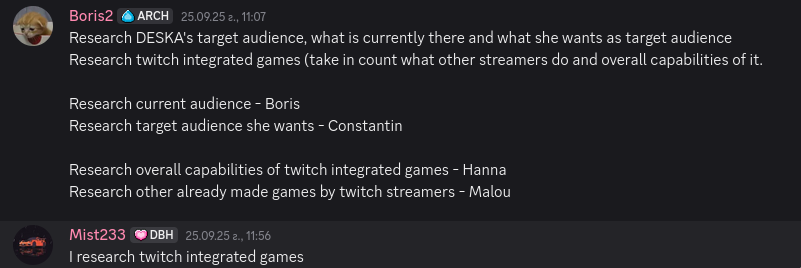 Boris2 ARCH 25.09.25 г., 11:07
Research DESKA's target audience, what is currently there and what she wants as target audience
Research twitch integrated games (take in count what other streamers do and overall capabilities of it.
Research current audience - Boris
Research target audience she wants - Constantin
Research overall capabilities of twitch integrated games - Hanna
Research other already made games by twitch streamers - Malou
Mist233 DBH 25.09.25 г., 11:56
I research twitch integrated games